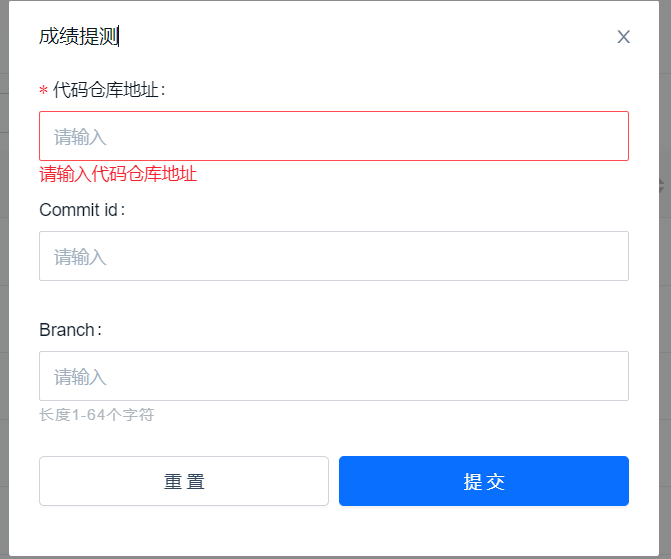 成绩提测
* 代码仓库地址：
请输入
请输入代码仓库地址
Commit id：
请输入
Branch：
请输入
长度1-64个字符
重 置
提 交